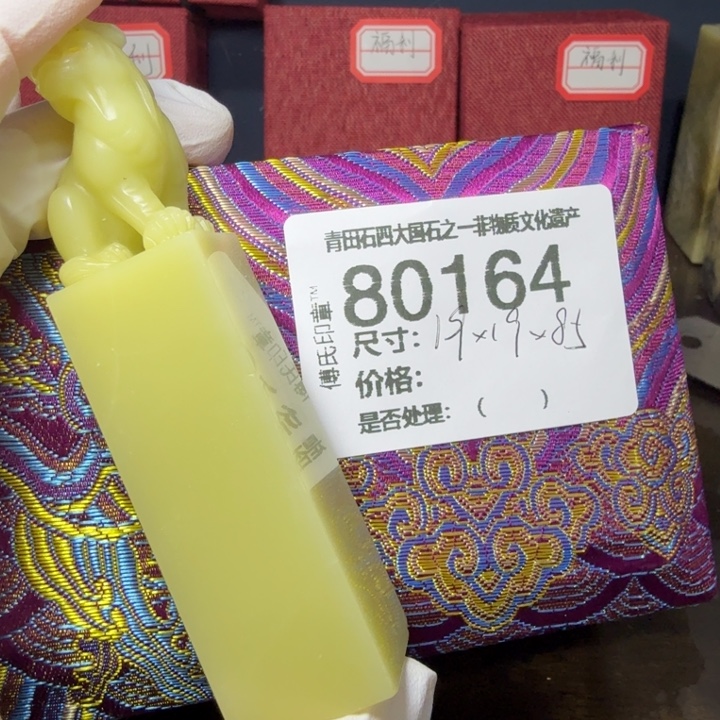 福利
福利
利
青田石四大国石之一非物质文化遗产
80164
傅氏印章™
尺寸: 19×19×85
价格:
是否处理: ( )